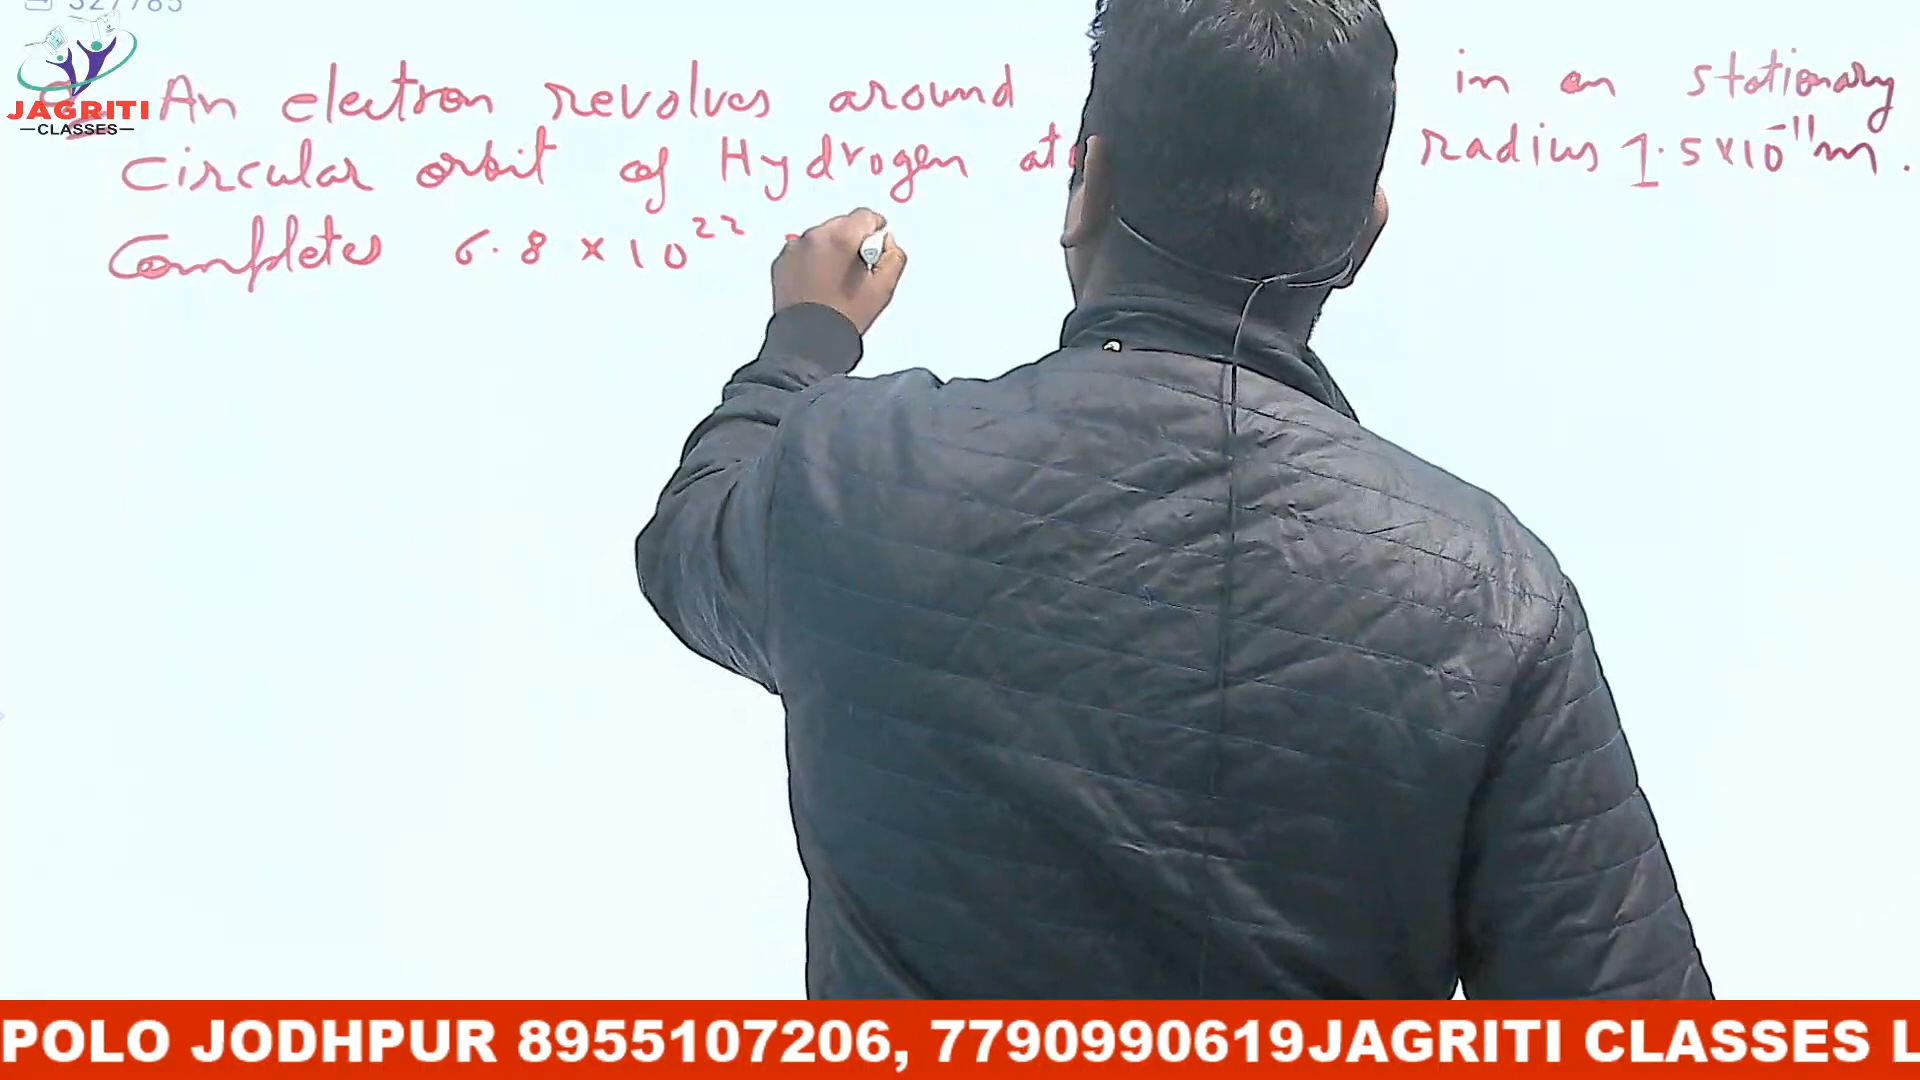 327785
JAGRITI
CLASSES
An electron revolves around in an stationary
circular orbit of Hydrogen radius 1.5×10⁻¹¹m.
Completes 6.8 × 10²²
POLO JODHPUR 8955107206, 7790990619JAGRITI CLASSES L